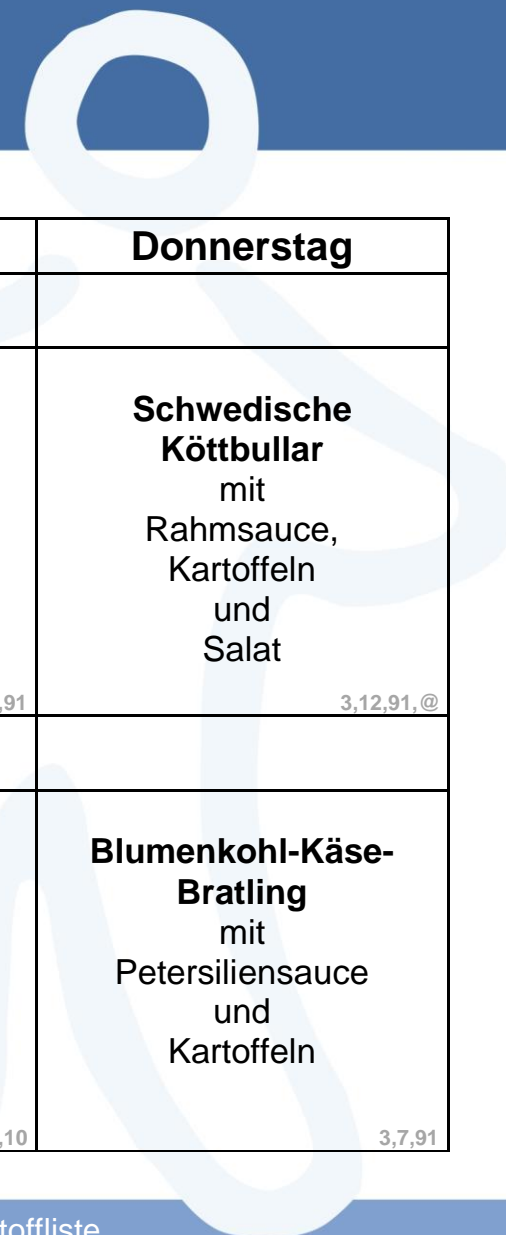 Donnerstag
Schwedische
Köttbullar
mit
Rahmsauce,
Kartoffeln
und
Salat
,91
3,12,91,@
Blumenkohl-Käse-
Bratling
mit
Petersiliensauce
und
Kartoffeln
,10
3,7,91
toffliste